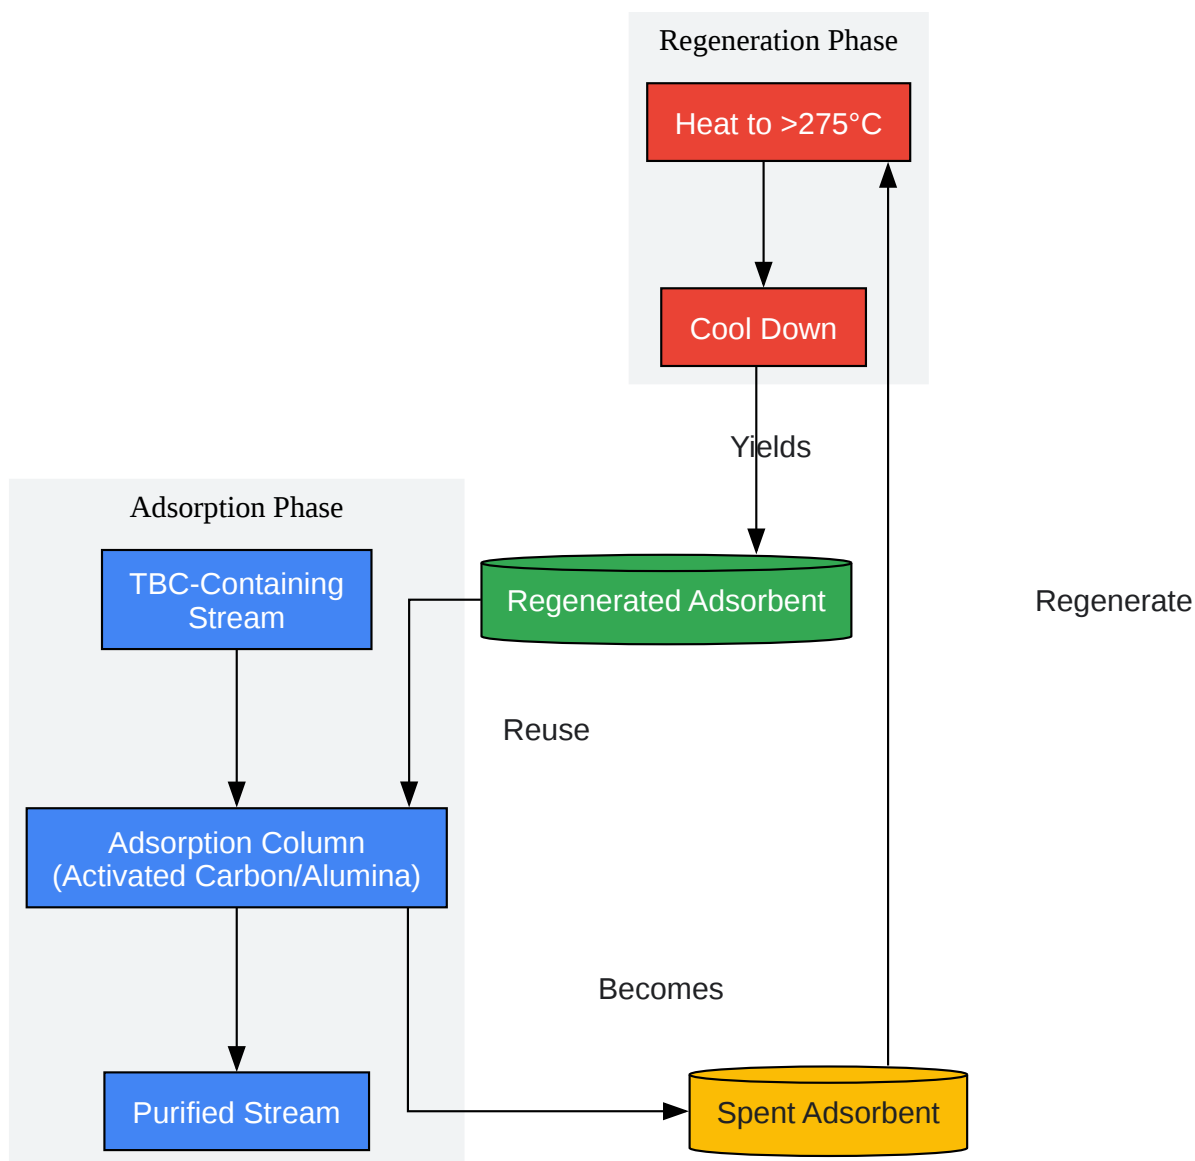 Regeneration Phase
Heat to >275°C
Cool Down
Yields
Adsorption Phase
TBC-Containing
Stream
Regenerated Adsorbent
Regenerate
Reuse
Adsorption Column
(Activated Carbon/Alumina)
Becomes
Purified Stream
Spent Adsorbent